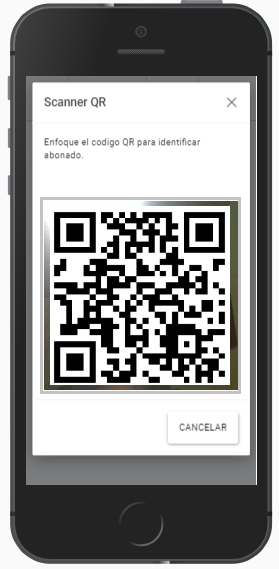 Scanner QR
Enfoque el codigo QR para identificar
abonado.
CANCELAR